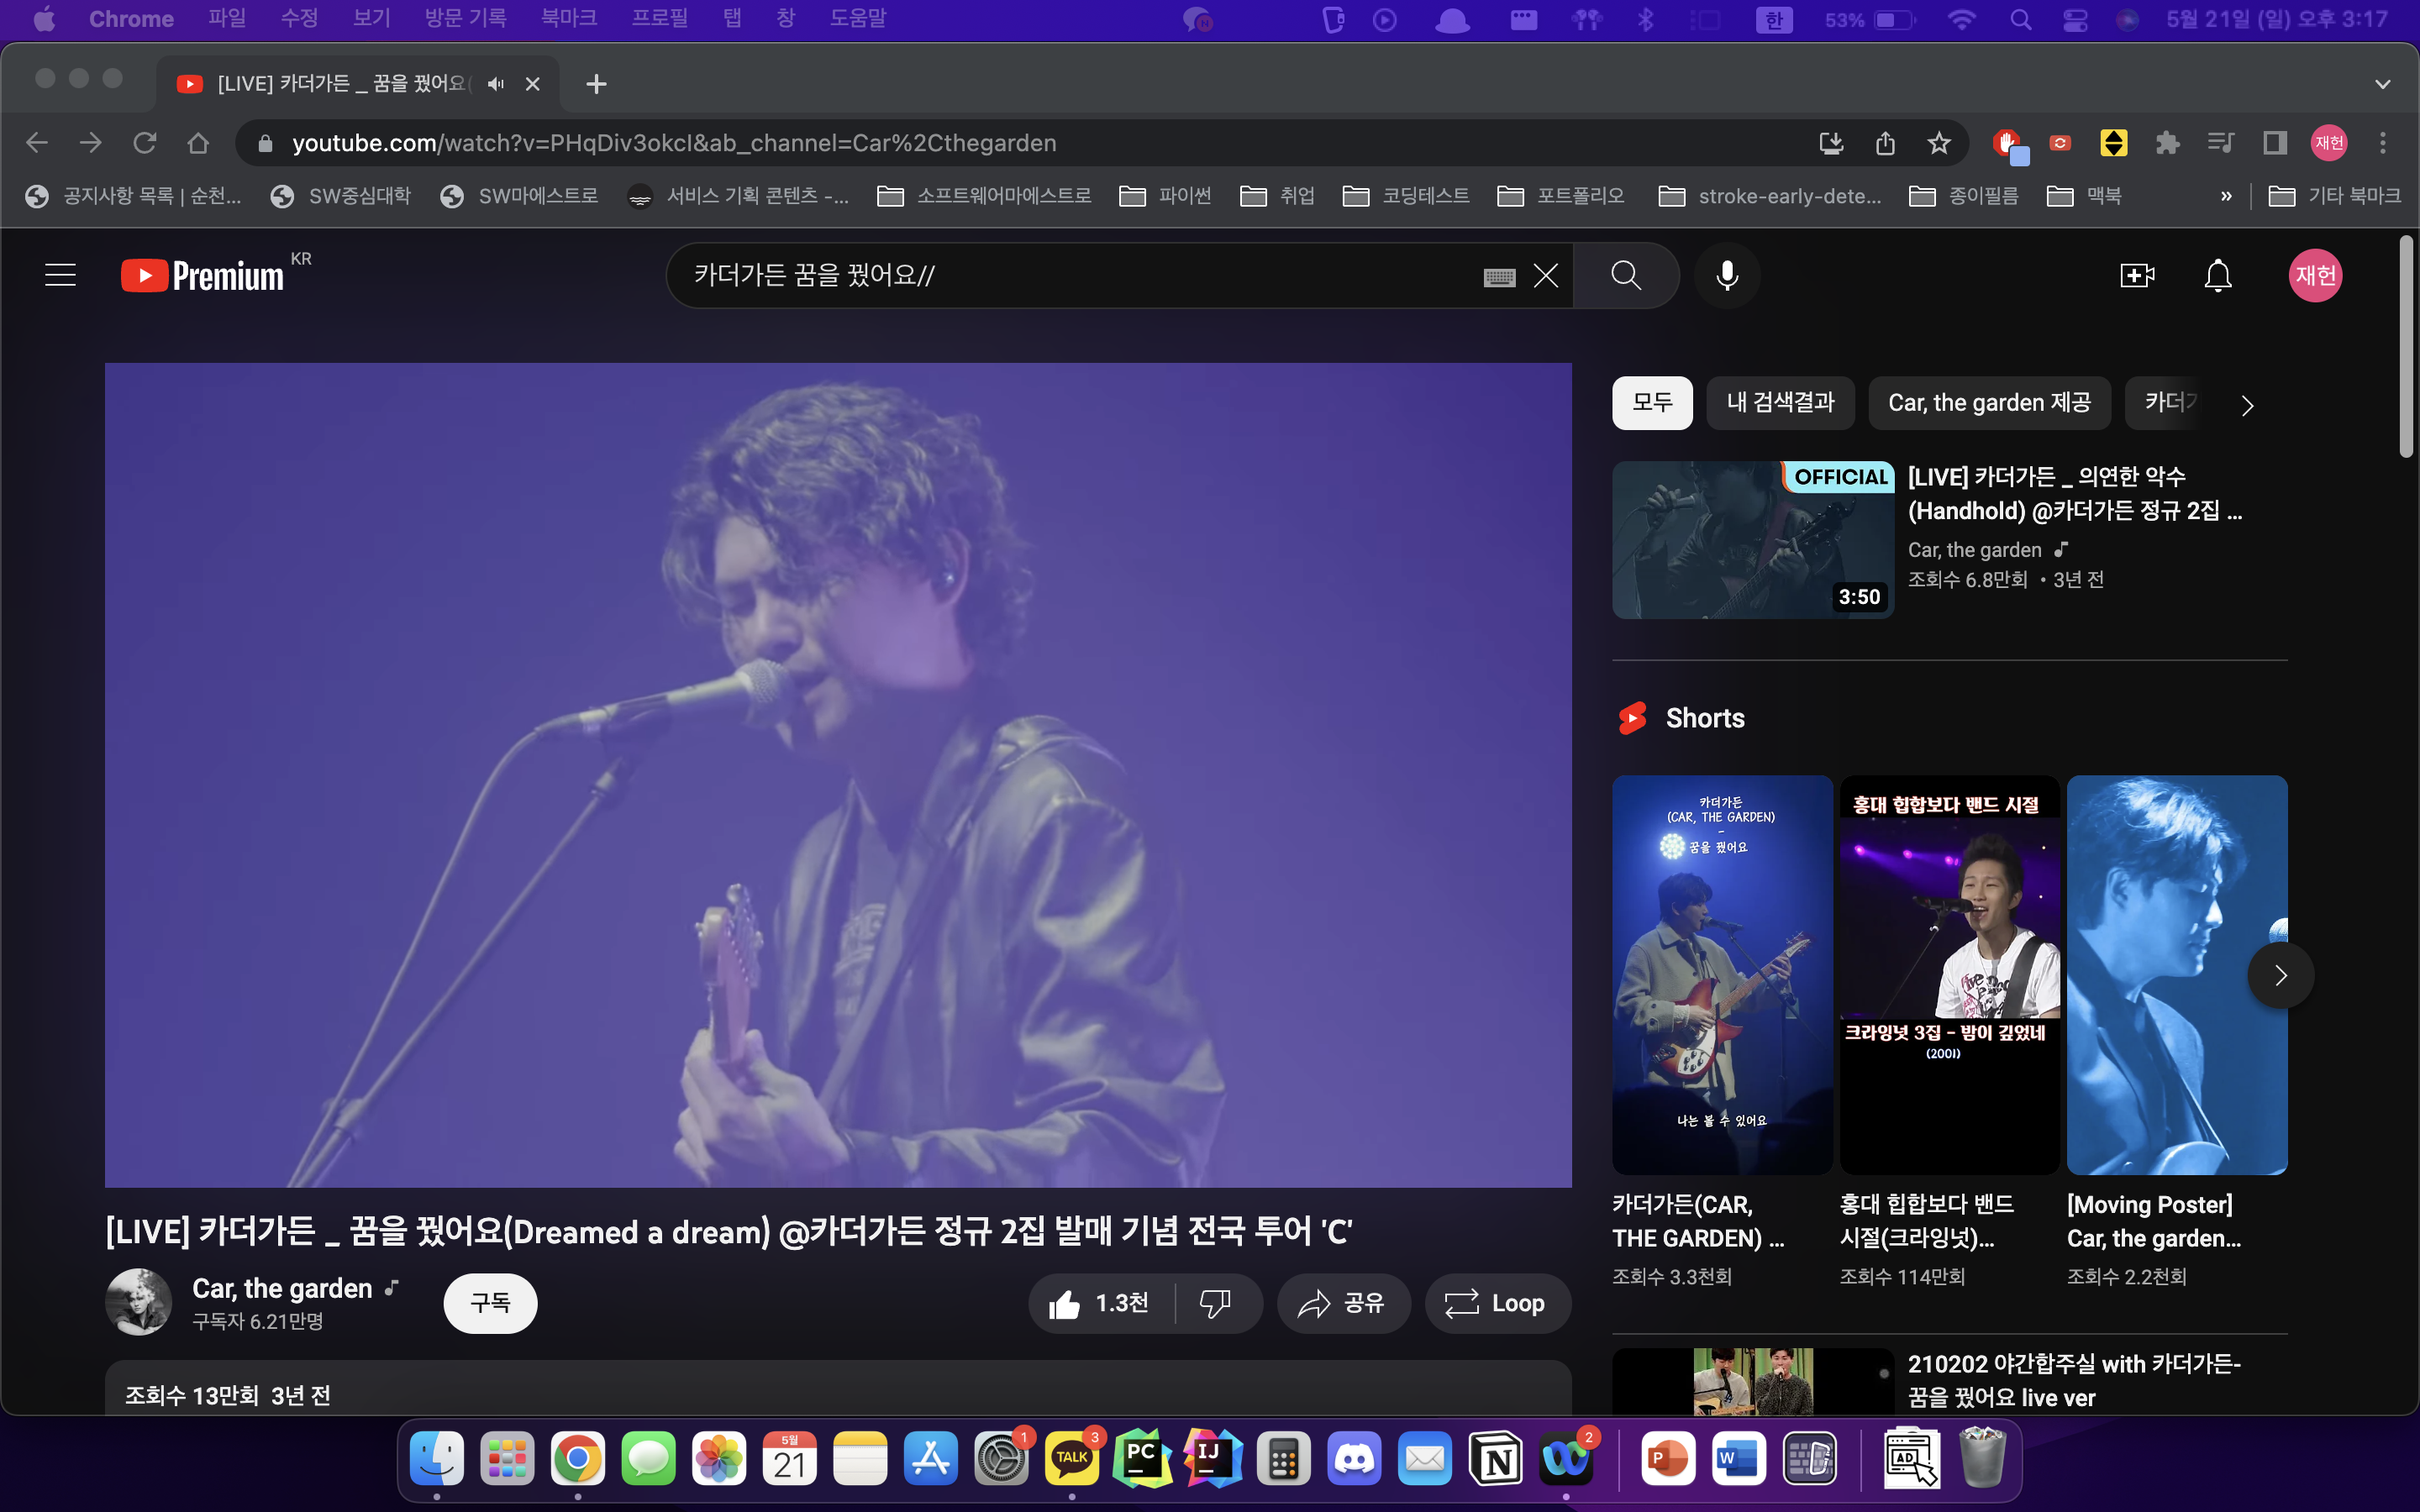 Chrome 파일 수정 보기 방문 기록 북마크 프로필 탭 창 도움말 한 53% 5월 21일 (일) 오후 3:17
[LIVE] 카더가든 _ 꿈을 꿨어요(
youtube.com/watch?v=PHqDiv3okcI&ab_channel=Car%2Cthegarden 재헌
공지사항 목록 | 순천... SW중심대학 SW마에스트로 서비스 기획 콘텐츠 -... 소프트웨어마에스트로 파이썬 취업 코딩테스트 포트폴리오 stroke-early-dete... 종이필름 맥북 » 기타 북마크
Premium KR
카더가든 꿈을 꿨어요//
재헌
모두 내 검색결과 Car, the garden 제공 카더가
OFFICIAL
3:50
[LIVE] 카더가든 _ 의연한 악수
(Handhold) @카더가든 정규 2집 ...
Car, the garden
조회수 6.8만회 • 3년 전
Shorts
카더가든
(CAR, THE GARDEN)
-
꿈을 꿨어요
나는 볼 수 있어요
홍대 힙합보다 밴드 시절
크라잉넛 3집 - 밤이 깊었네
(2001)
카더가든(CAR,
THE GARDEN) ...
조회수 3.3천회
홍대 힙합보다 밴드
시절(크라잉넛)...
조회수 114만회
[Moving Poster]
Car, the garden...
조회수 2.2천회
[LIVE] 카더가든 _ 꿈을 꿨어요(Dreamed a dream) @카더가든 정규 2집 발매 기념 전국 투어 'C'
Car, the garden
구독자 6.21만명
구독
1.3천
공유
Loop
조회수 13만회 3년 전
210202 야간합주실 with 카더가든-
꿈을 꿨어요 live ver
5월
21
1
TALK
3
PC
IJ
N
2
P
W
AD